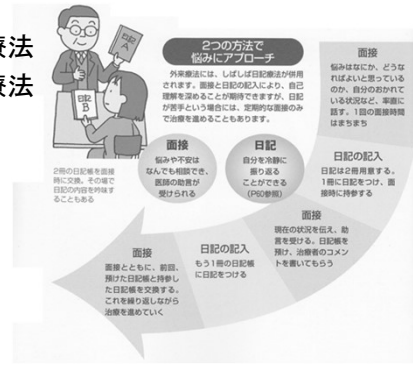 療法
療法
日記
A
日記
B
2つの方法で
悩みにアプローチ
外来療法には、しばしば日記療法が併用
されます。面接と日記の記入により、自己
理解を深めることが期待できますが、日記
が苦手という場合には、定期的な面接のみ
で治療を進めることもあります。
面接
悩みや不安は
なんでも相談でき、
医師の助言が
受けられる
日記
自分を冷静に
振り返る
ことができる
(P60参照)
2冊の日記帳を面接
時に交換。その場で
日記の内容を吟味す
ることもある
面接
悩みはなにか、どうな
ればよいと思っている
のか、自分のおかれて
いる状況など、率直に
話す。1回の面接時間
はまちまち
日記の記入
日記は2冊用意する。
1冊に日記をつけ、面
接時に持参する
面接
現在の状況を伝え、助
言を受ける。日記帳を
預け、治療者のコメン
トを書いてもらう
日記の記入
もう1冊の日記帳
に日記をつける
面接
面接とともに、前回、
預けた日記帳と持参し
た日記帳を交換する。
これを繰り返しながら
治療を進めていく